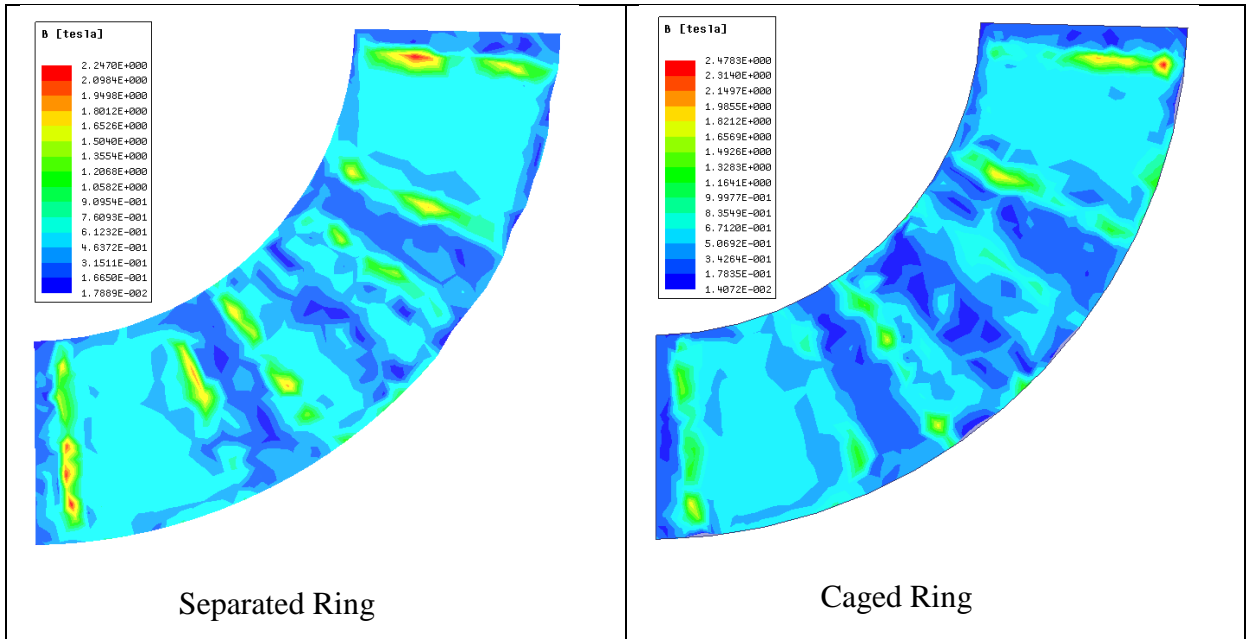 B [tesla]
2.2470E+000
2.0984E+000
1.9498E+000
1.8012E+000
1.6526E+000
1.5040E+000
1.3554E+000
1.2068E+000
1.0582E+000
9.0954E-001
7.6093E-001
6.1232E-001
4.6372E-001
3.1511E-001
1.6650E-001
1.7889E-002
Separated Ring
B [tesla]
2.4783E+000
2.3140E+000
2.1497E+000
1.9855E+000
1.8212E+000
1.6569E+000
1.4926E+000
1.3283E+000
1.1641E+000
9.9977E-001
8.3549E-001
6.7120E-001
5.0692E-001
3.4264E-001
1.7835E-001
1.4072E-002
Caged Ring